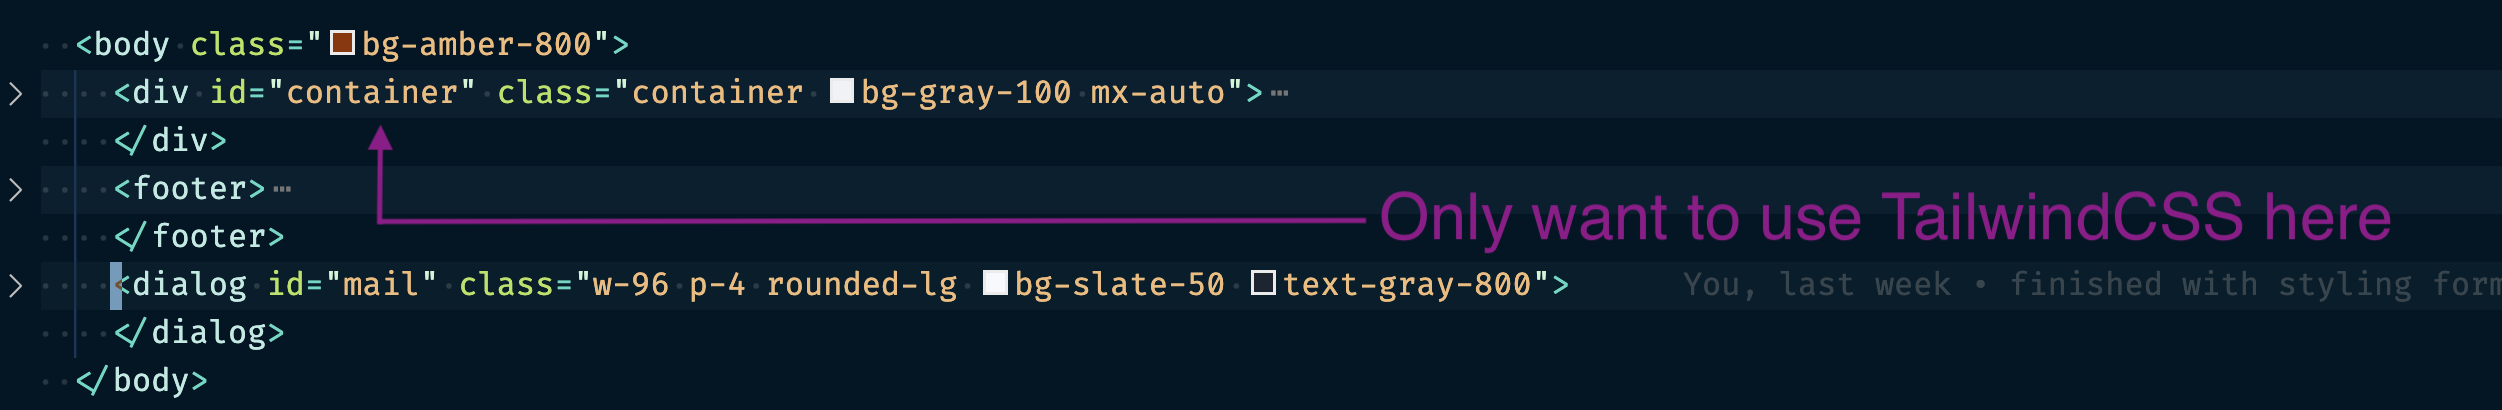 <body class="bg-amber-800">
<div id="container" class="container bg-gray-100 mx-auto">⋯
</div>
<footer>⋯
Only want to use TailwindCSS here
</footer>
<dialog id="mail" class="w-96 p-4 rounded-lg bg-slate-50 text-gray-800"> You, last week • finished with styling form
</dialog>
</body>